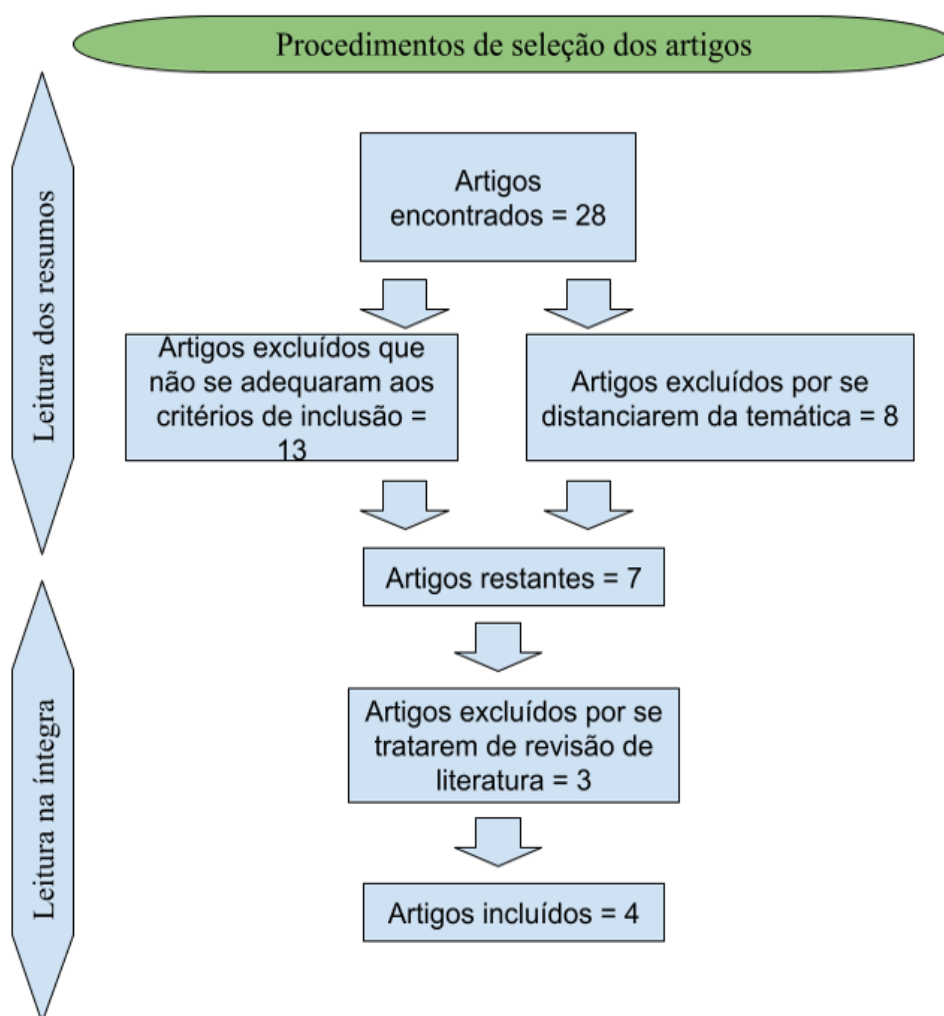 Procedimentos de seleção dos artigos
Leitura dos resumos
Artigos
encontrados = 28
Artigos excluídos que
não se adequaram aos
critérios de inclusão =
13
Artigos excluídos por se
distanciarem da temática = 8
Artigos restantes = 7
Leitura na íntegra
Artigos excluídos por se
tratarem de revisão de
literatura = 3
Artigos incluídos = 4